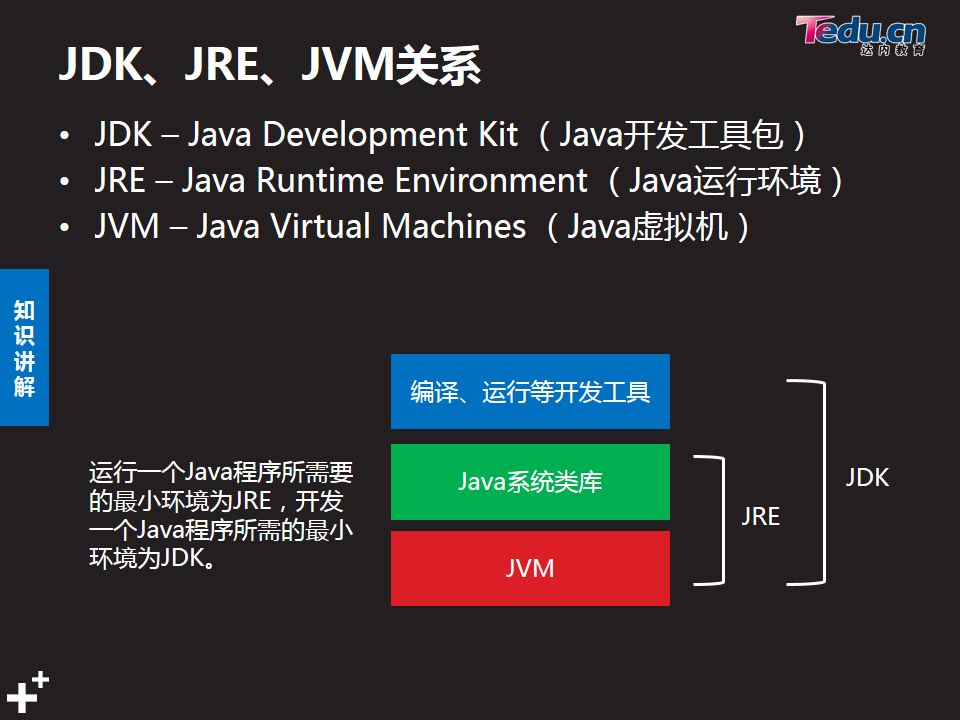 Tedu.cn
达内教育
JDK、JRE、JVM关系
• JDK – Java Development Kit（Java开发工具包）
• JRE – Java Runtime Environment（Java运行环境）
• JVM – Java Virtual Machines（Java虚拟机）
知
识
讲
解
编译、运行等开发工具
运行一个Java程序所需要
的最小环境为JRE，开发
一个Java程序所需的最小
环境为JDK。
Java系统类库
JVM
JRE
JDK